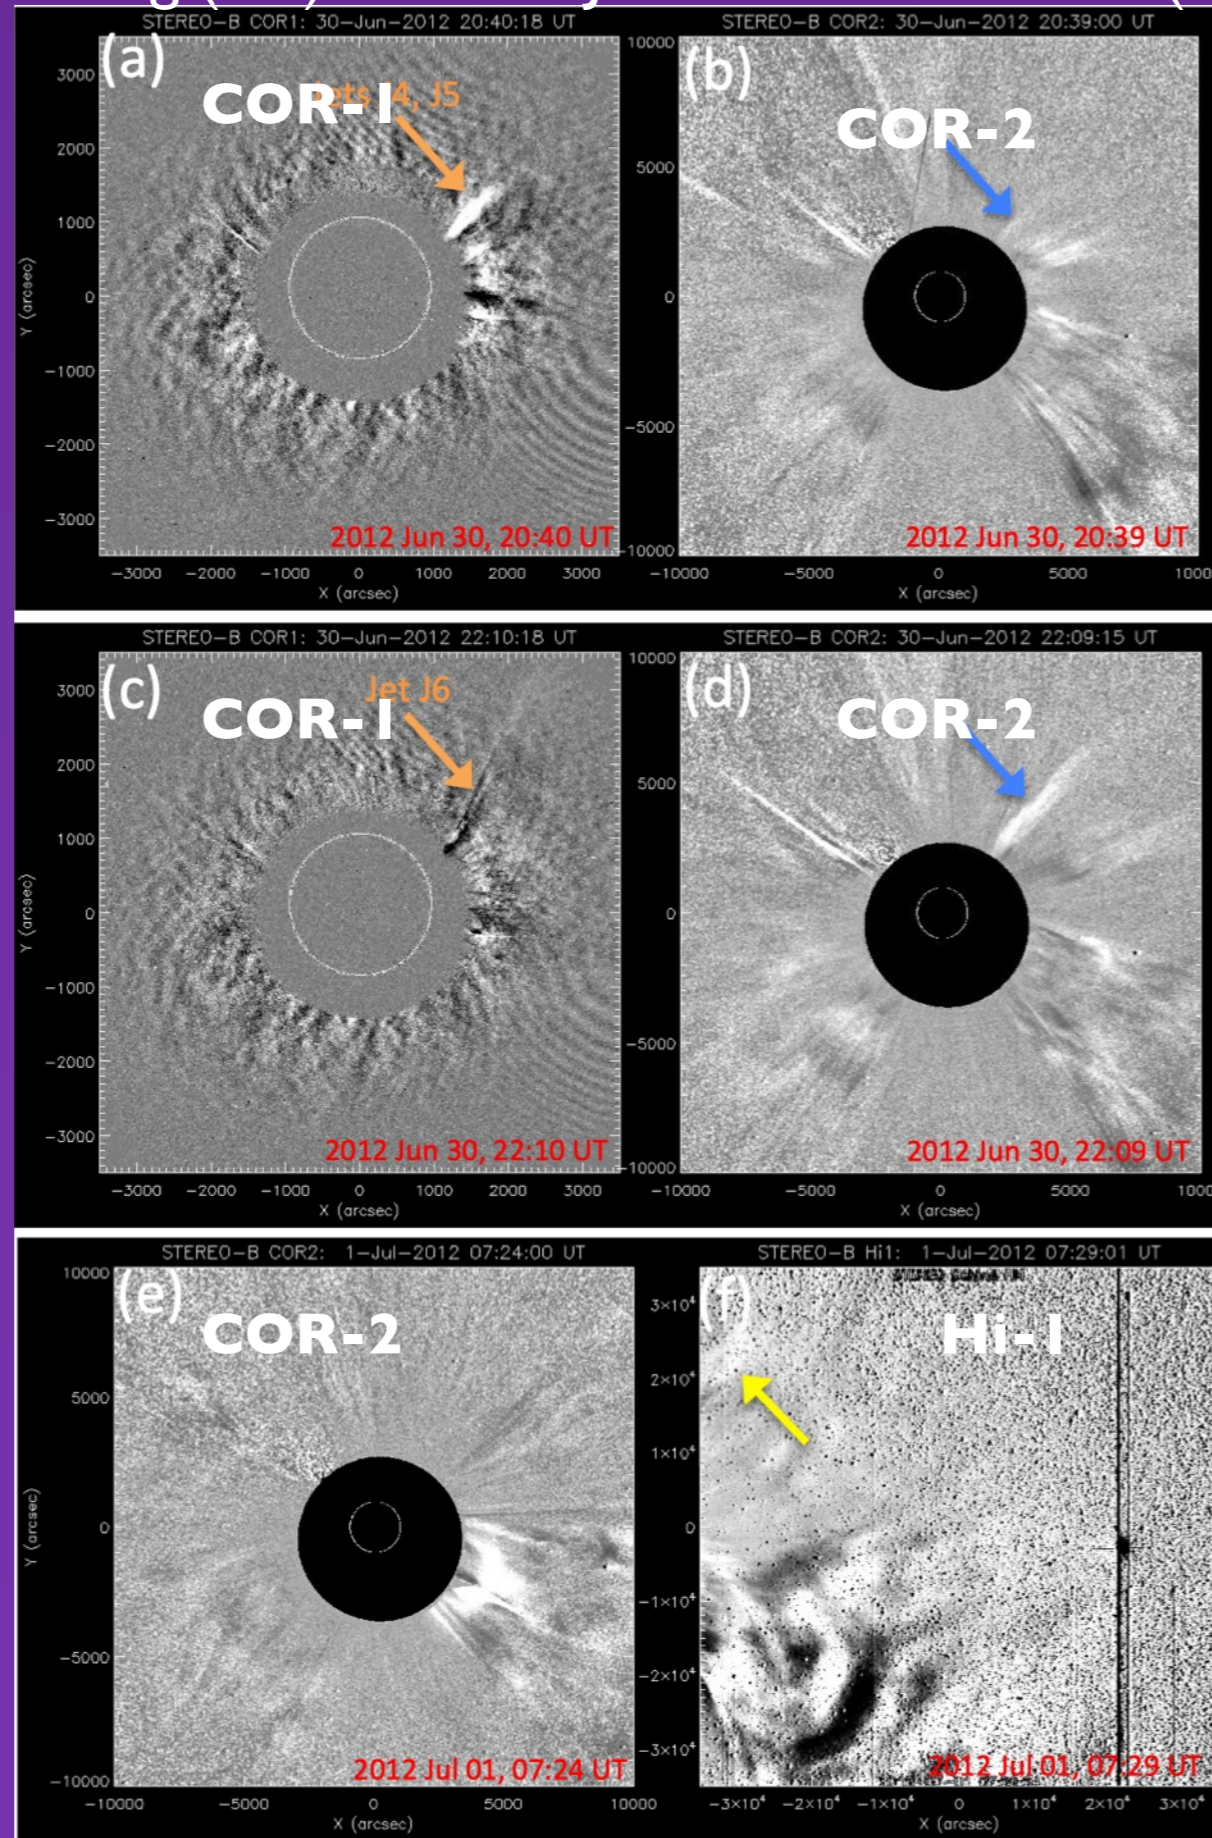 STEREO-B COR1: 30-Jun-2012 20:40:18 UT
(a)
COR-1
J5
3000
2000
1000
0
-1000
-2000
-3000
Y (arcsec)
2012 Jun 30, 20:40 UT
-3000 -2000 -1000 0 1000 2000 3000
X (arcsec)
STEREO-B COR2: 30-Jun-2012 20:39:00 UT
(b)
COR-2
10000
5000
0
-5000
-10000
2012 Jun 30, 20:39 UT
-10000 -5000 0 5000
X (arcsec)
STEREO-B COR1: 30-Jun-2012 22:10:18 UT
(c)
Jet J6
COR-1
3000
2000
1000
0
-1000
-2000
-3000
Y (arcsec)
2012 Jun 30, 22:10 UT
-3000 -2000 -1000 0 1000 2000 3000
X (arcsec)
STEREO-B COR2: 30-Jun-2012 22:09:15 UT
(d)
COR-2
10000
5000
0
-5000
-10000
2012 Jun 30, 22:09 UT
-10000 -5000 0 5000
X (arcsec)
STEREO-B COR2: 1-Jul-2012 07:24:00 UT
(e)
COR-2
10000
5000
0
-5000
-10000
Y (arcsec)
2012 Jul 01, 07:24 UT
-10000 -5000 0 5000 10000
X (arcsec)
STEREO-B Hi1: 1-Jul-2012 07:29:01 UT
(f)
Hi-1
3×10⁴
2×10⁴
1×10⁴
0
-1×10⁴
-2×10⁴
-3×10⁴
2012 Jul 01, 07:29 UT
-3×10⁴ -2×10⁴ -1×10⁴ 0 1×10⁴ 2×10⁴ 3×10⁴
X (arcsec)